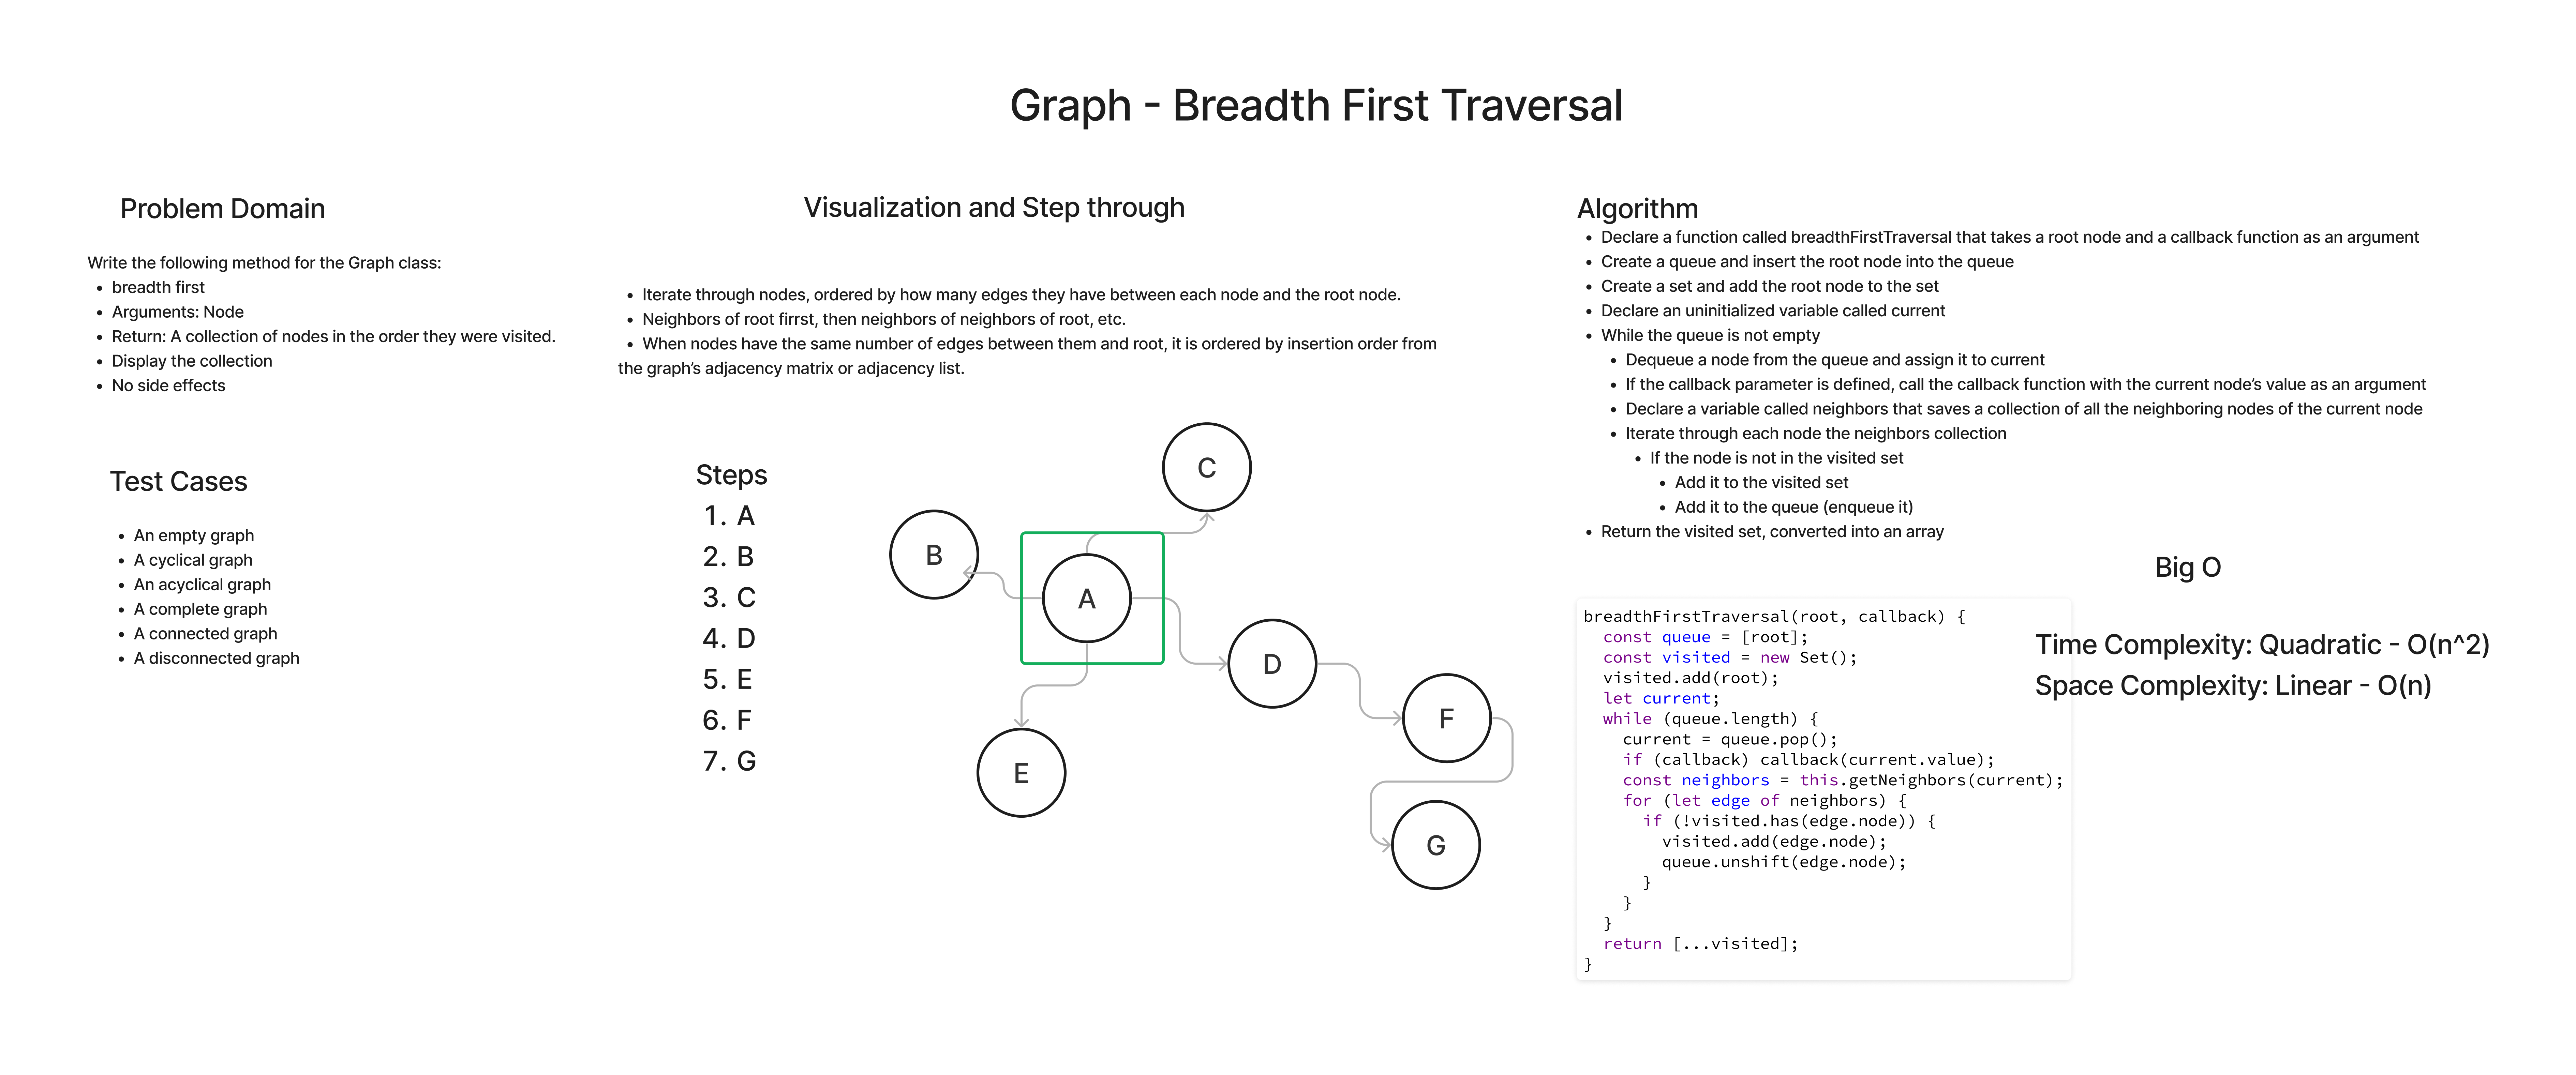 Graph - Breadth First Traversal
Problem Domain
Write the following method for the Graph class:
• breadth first
• Arguments: Node
• Return: A collection of nodes in the order they were visited.
• Display the collection
• No side effects
Test Cases
• An empty graph
• A cyclical graph
• An acyclical graph
• A complete graph
• A connected graph
• A disconnected graph
Visualization and Step through
• Iterate through nodes, ordered by how many edges they have between each node and the root node.
• Neighbors of root firrst, then neighbors of neighbors of root, etc.
• When nodes have the same number of edges between them and root, it is ordered by insertion order from
the graph's adjacency matrix or adjacency list.
Steps
1. A
2. B
3. C
4. D
5. E
6. F
7. G
C
B
A
D
F
E
G
Algorithm
• Declare a function called breadthFirstTraversal that takes a root node and a callback function as an argument
• Create a queue and insert the root node into the queue
• Create a set and add the root node to the set
• Declare an uninitialized variable called current
• While the queue is not empty
• Dequeue a node from the queue and assign it to current
• If the callback parameter is defined, call the callback function with the current node's value as an argument
• Declare a variable called neighbors that saves a collection of all the neighboring nodes of the current node
• Iterate through each node the neighbors collection
• If the node is not in the visited set
• Add it to the visited set
• Add it to the queue (enqueue it)
• Return the visited set, converted into an array
breadthFirstTraversal(root, callback) {
  const queue = [root];
  const visited = new Set();
  visited.add(root);
  let current;
  while (queue.length) {
    current = queue.pop();
    if (callback) callback(current.value);
    const neighbors = this.getNeighbors(current);
    for (let edge of neighbors) {
      if (!visited.has(edge.node)) {
        visited.add(edge.node);
        queue.unshift(edge.node);
      }
    }
  }
  return [...visited];
}
Big O
Time Complexity: Quadratic - O(n^2)
Space Complexity: Linear - O(n)